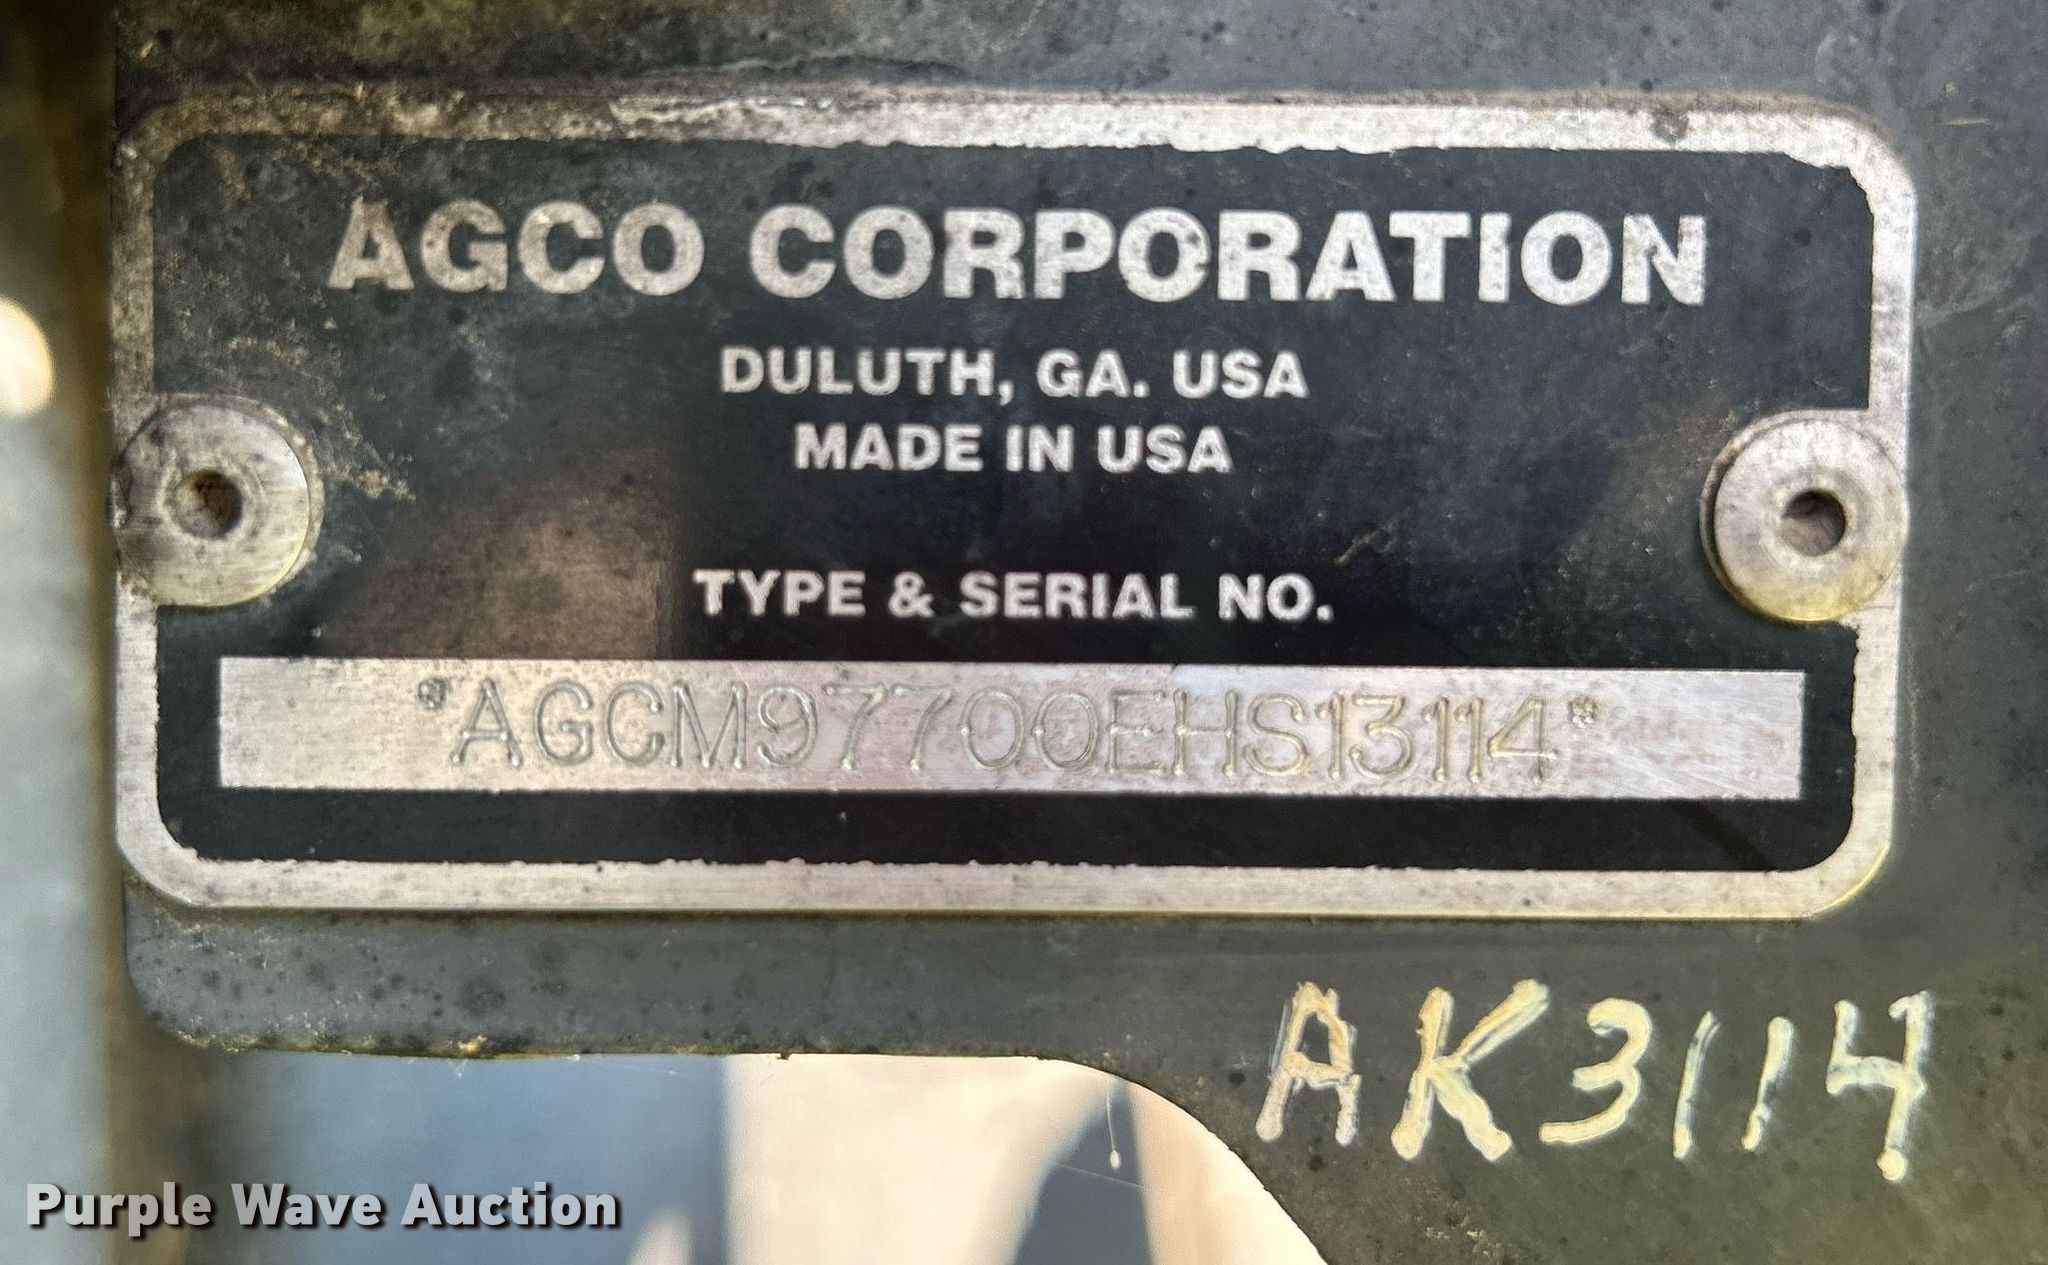 AGCO CORPORATION
DULUTH, GA. USA
MADE IN USA
TYPE & SERIAL NO.
*AGCM97700EHS13114*
AK3114
Purple Wave Auction